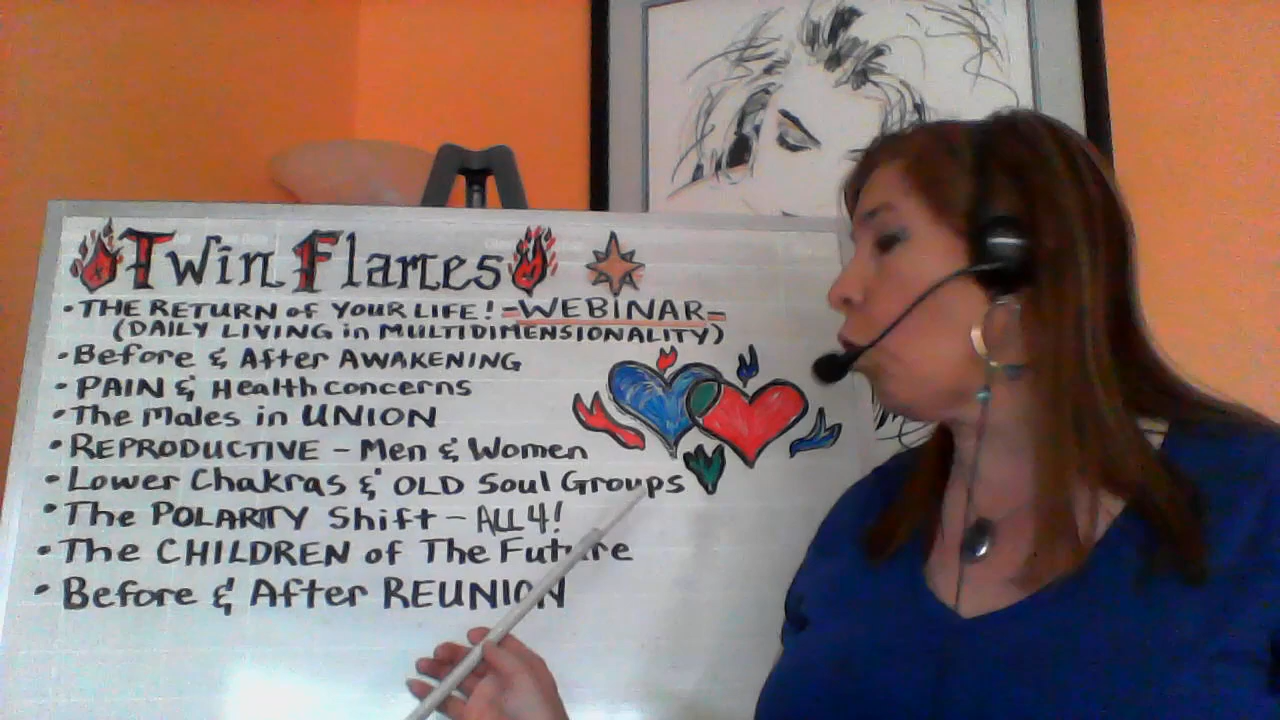 Twin Flames
• THE RETURN of YOUR LIFE! -WEBINAR-
(DAILY LIVING in MULTIDIMENSIONALITY)
• Before & After AWAKENING
• PAIN & Health concerns
• The Males in UNION
• REPRODUCTIVE - Men & Women
• Lower Chakras & OLD Soul Groups
• The POLARITY Shift - ALL 4!
• The CHILDREN of The Future
• Before & After REUNION